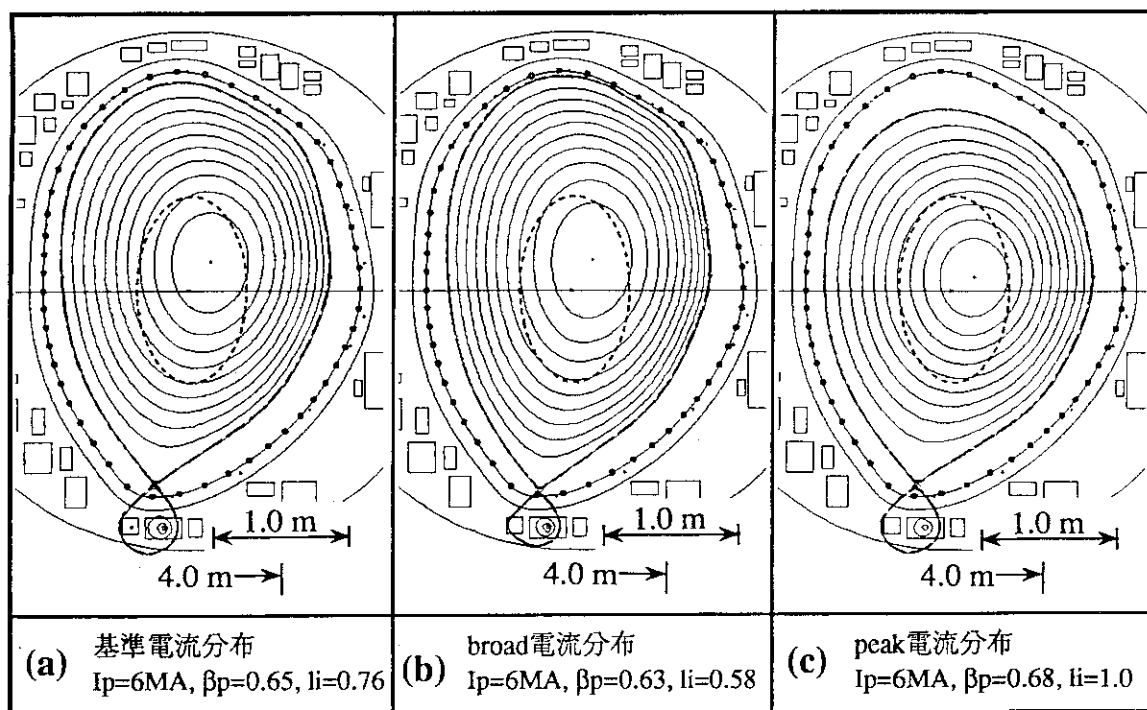 1.0 m
4.0 m
1.0 m
4.0 m
1.0 m
4.0 m
(a) 基準電流分布
Ip=6MA, βp=0.65, li=0.76
(b) broad電流分布
Ip=6MA, βp=0.63, li=0.58
(c) peak電流分布
Ip=6MA, βp=0.68, li=1.0